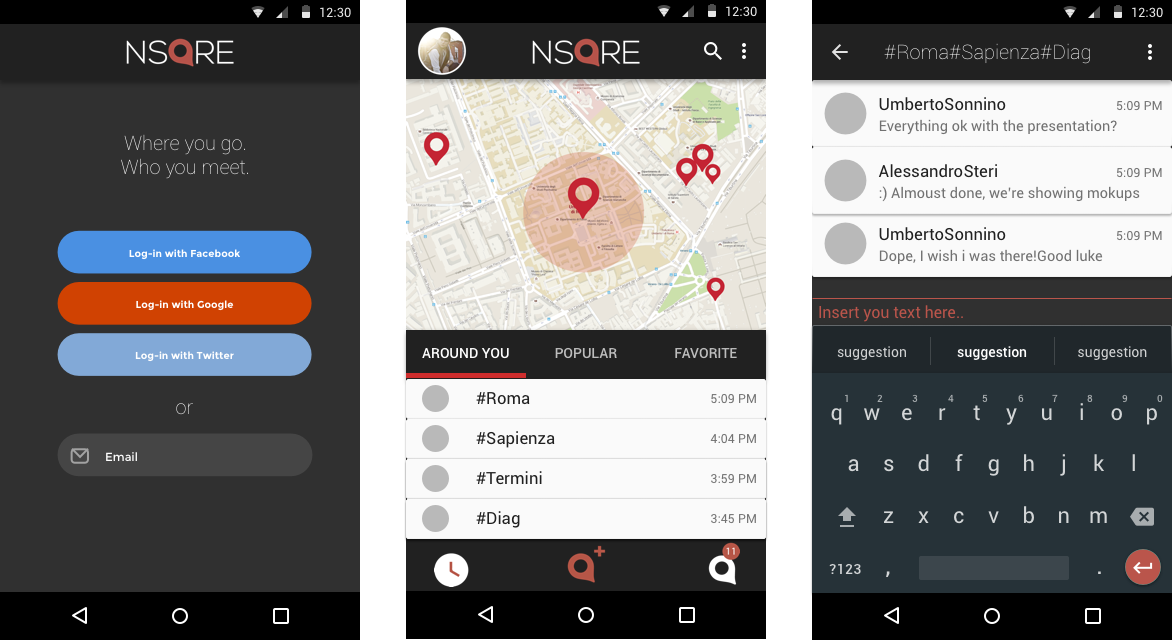 12:30
NSQRE
Where you go.
Who you meet.
Log-in with Facebook
Log-in with Google
Log-in with Twitter
or
Email
12:30
NSQRE
AROUND YOU POPULAR FAVORITE
#Roma 5:09 PM
#Sapienza 4:04 PM
#Termini 3:59 PM
#Diag 3:45 PM
11
12:30
#Roma#Sapienza#Diag
UmbertoSonnino 5:09 PM
Everything ok with the presentation?
AlessandroSteri 5:09 PM
:) Almoust done, we're showing mokups
UmbertoSonnino 5:09 PM
Dope, I wish i was there!Good luke
Insert you text here..
suggestion suggestion suggestion
1 2 3 4 5 6 7 8 9 0
q w e r t y u i o p
a s d f g h j k l
z x c v b n m
?123 , .